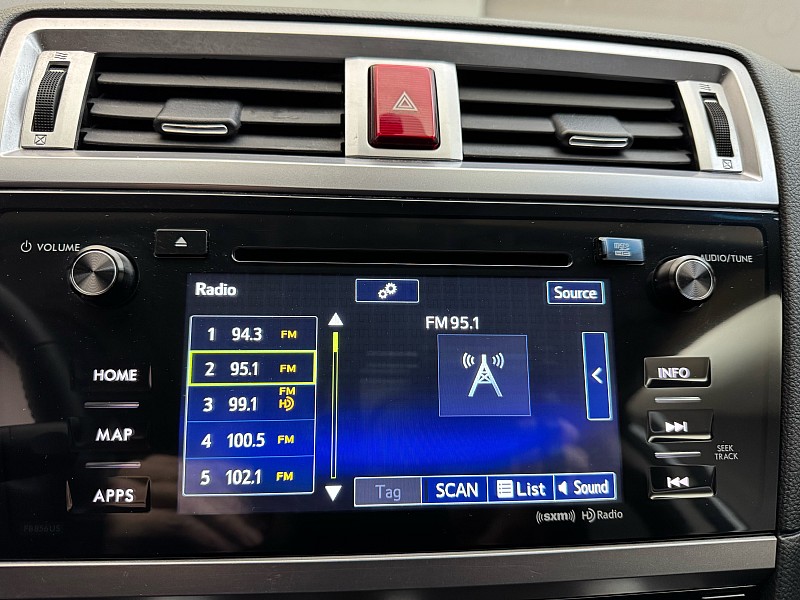 VOLUME
AUDIO/TUNE
Radio
Source
FM 95.1
1 94.3 FM
2 95.1 FM
3 99.1 FM HD
4 100.5 FM
5 102.1 FM
HOME
MAP
APPS
INFO
SEEK
TRACK
Tag
SCAN
List
Sound
((sxm)) HD Radio